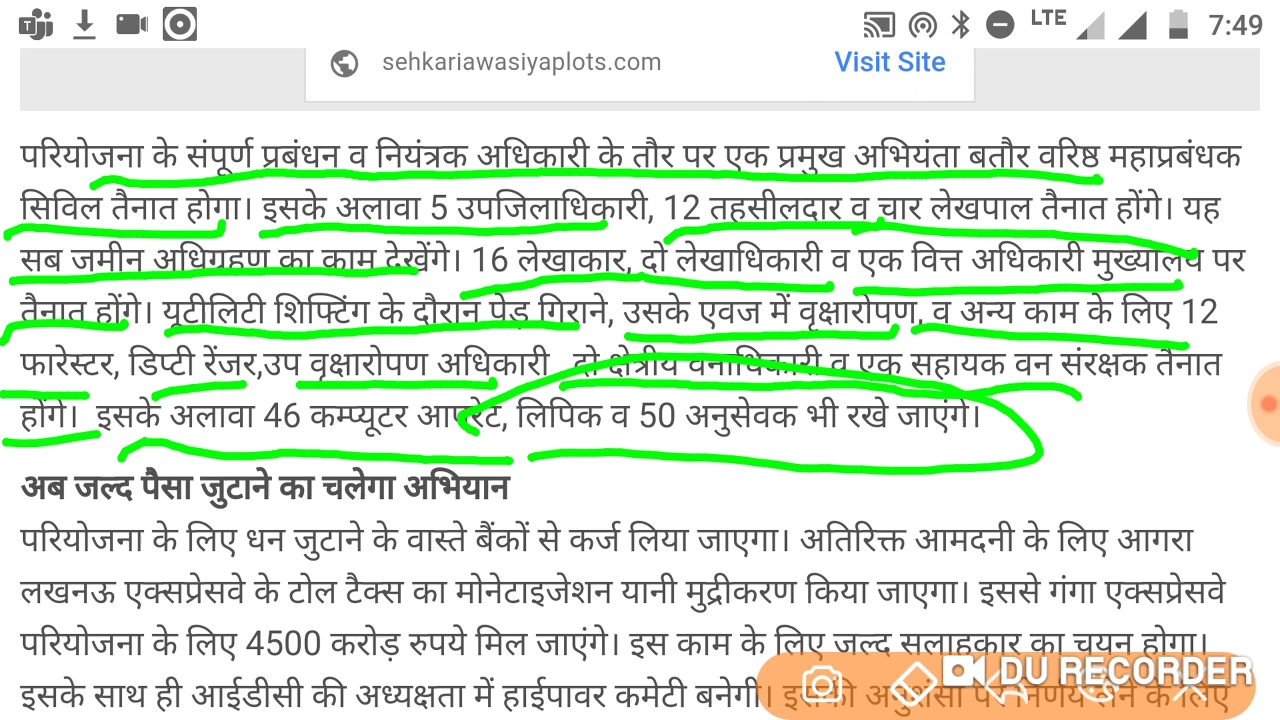 LTE 7:49
sehkariawasiyaplots.com Visit Site
परियोजना के संपूर्ण प्रबंधन व नियंत्रक अधिकारी के तौर पर एक प्रमुख अभियंता बतौर वरिष्ठ महाप्रबंधक
सिविल तैनात होगा। इसके अलावा 5 उपजिलाधिकारी, 12 तहसीलदार व चार लेखपाल तैनात होंगे। यह
सब जमीन अधिग्रहण का काम देखेंगे। 16 लेखाकार, दो लेखाधिकारी व एक वित्त अधिकारी मुख्यालय पर
तैनात होंगे। यूटीलिटी शिफ्टिंग के दौरान पेड़ गिराने, उसके एवज में वृक्षारोपण, व अन्य काम के लिए 12
फारेस्टर, डिप्टी रेंजर,उप वृक्षारोपण अधिकारी दो क्षेत्रीय वनाधिकारी व एक सहायक वन संरक्षक तैनात
होंगे। इसके अलावा 46 कम्प्यूटर आपरेट, लिपिक व 50 अनुसेवक भी रखे जाएंगे।
अब जल्द पैसा जुटाने का चलेगा अभियान
परियोजना के लिए धन जुटाने के वास्ते बैंकों से कर्ज लिया जाएगा। अतिरिक्त आमदनी के लिए आगरा
लखनऊ एक्सप्रेसवे के टोल टैक्स का मोनेटाइजेशन यानी मुद्रीकरण किया जाएगा। इससे गंगा एक्सप्रेसवे
परियोजना के लिए 4500 करोड़ रुपये मिल जाएंगे। इस काम के लिए जल्द सलाहकार का चयन होगा।
इसके साथ ही आईडीसी की अध्यक्षता में हाईपावर कमेटी बनेगी। के लिए
DU RECORDER